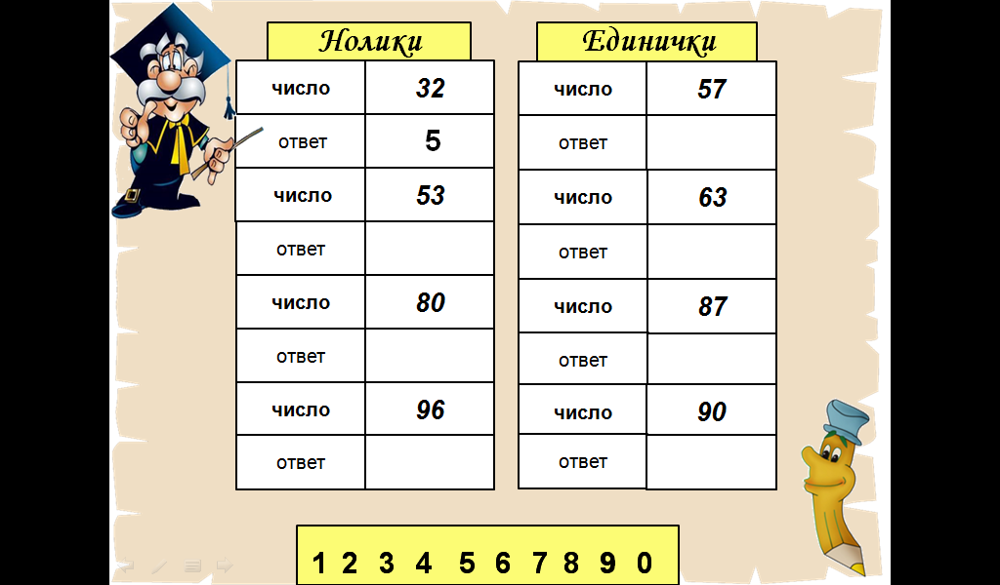 Нолики
число 32
ответ 5
число 53
ответ
число 80
ответ
число 96
ответ
Единички
число 57
ответ
число 63
ответ
число 87
ответ
число 90
ответ
1 2 3 4 5 6 7 8 9 0